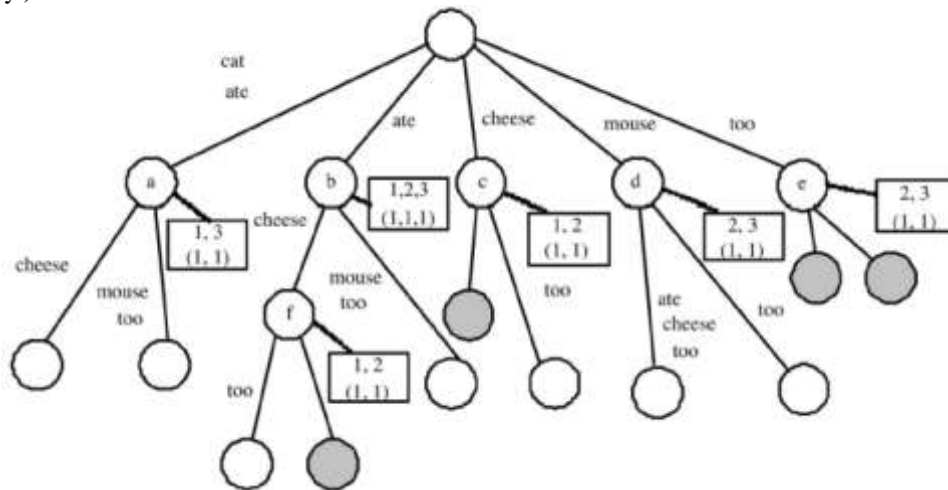 y)
cat
ate
ate
cheese
mouse
too
a
b
c
d
e
1, 3
(1, 1)
1,2,3
(1,1,1)
1, 2
(1, 1)
2, 3
(1, 1)
2, 3
(1, 1)
cheese
mouse
too
cheese
mouse
too
too
ate
cheese
too
too
f
1, 2
(1, 1)
too